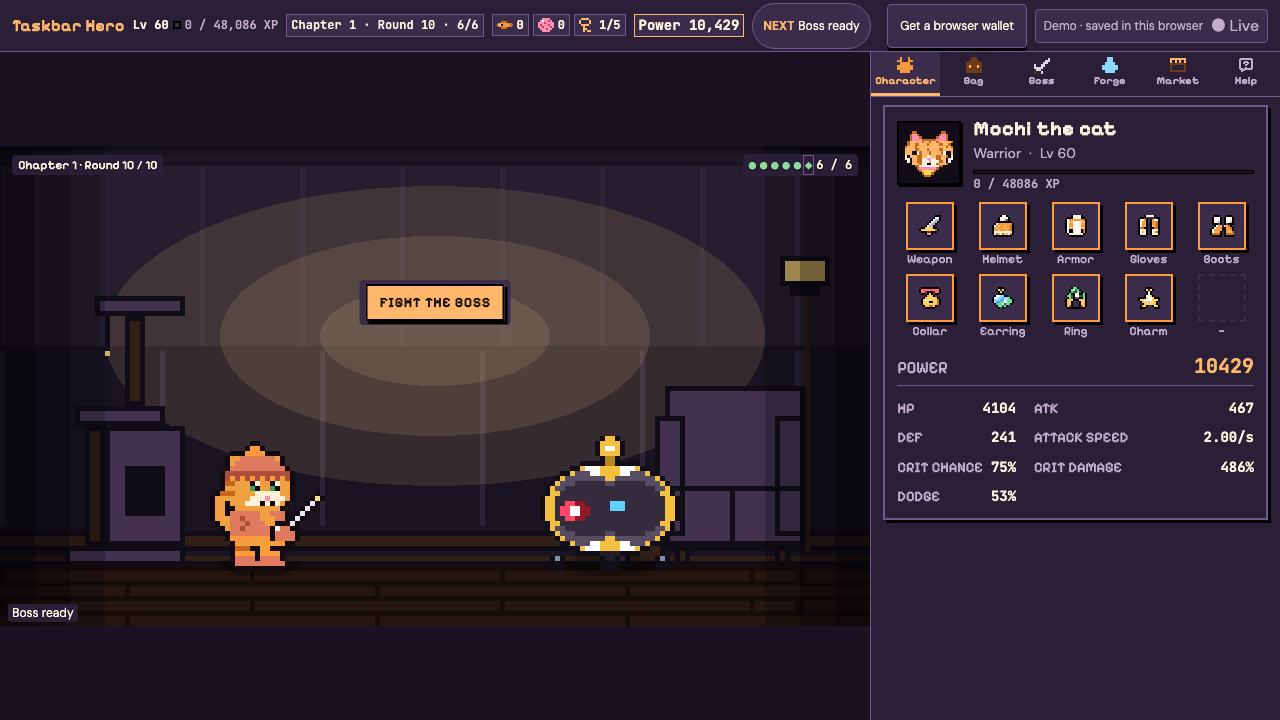 Taskbar Hero Lv 60 0 / 48,086 XP Chapter 1 · Round 10 · 6/6 0 0 1/5 Power 10,429 NEXT Boss ready Get a browser wallet Demo · saved in this browser Live
Character Bag Boss Forge Market Help
Chapter 1 · Round 10 / 10
6 / 6
FIGHT THE BOSS
Boss ready
Mochi the cat
Warrior · Lv 60
0 / 48086 XP
Weapon Helmet Armor Gloves Boots
Collar Earring Ring Charm –
POWER 10429
HP 4104 ATK 467
DEF 241 ATTACK SPEED 2.00/s
CRIT CHANCE 75% CRIT DAMAGE 486%
DODGE 53%